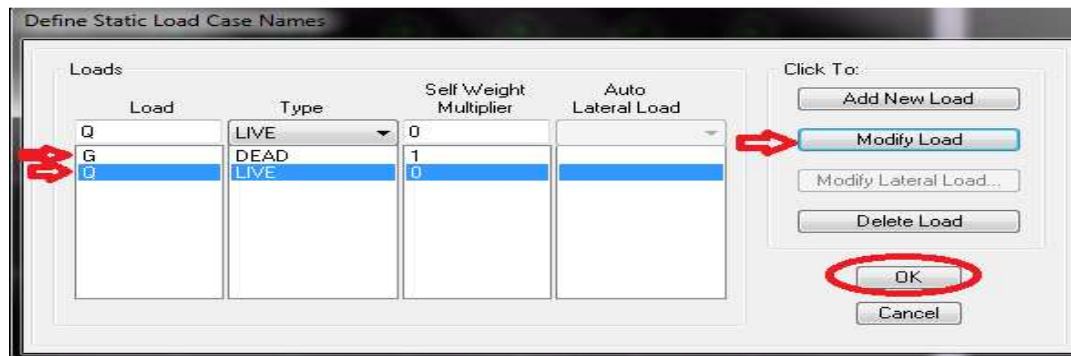 Define Static Load Case Names
Loads
Click To:
Load Type Self Weight Multiplier Auto Lateral Load
Q LIVE 0
G DEAD 1
Q LIVE 0
Add New Load
Modify Load
Modify Lateral Load...
Delete Load
OK
Cancel